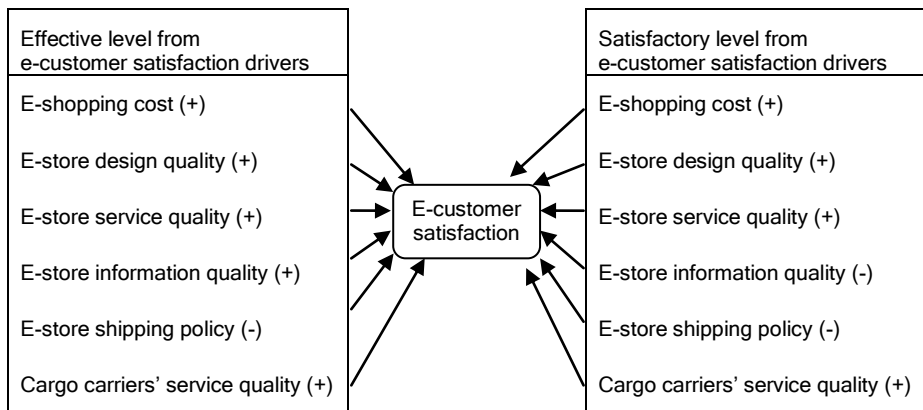 Effective level from
e-customer satisfaction drivers
E-shopping cost (+)
E-store design quality (+)
E-store service quality (+)
E-store information quality (+)
E-store shipping policy (-)
Cargo carriers’ service quality (+)
E-customer
satisfaction
Satisfactory level from
e-customer satisfaction drivers
E-shopping cost (+)
E-store design quality (+)
E-store service quality (+)
E-store information quality (-)
E-store shipping policy (-)
Cargo carriers’ service quality (+)